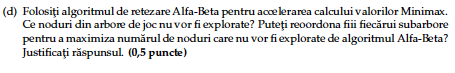 (d) Folosiți algoritmul de retezare Alfa-Beta pentru accelerarea calcului valorilor Minimax.
Ce noduri din arbore de joc nu vor fi explorate? Puteți reoordona fiii fiecărui subarbore
pentru a maximiza numărul de noduri care nu vor fi explorate de algoritmul Alfa-Beta?
Justificați răspunsul. (0,5 puncte)